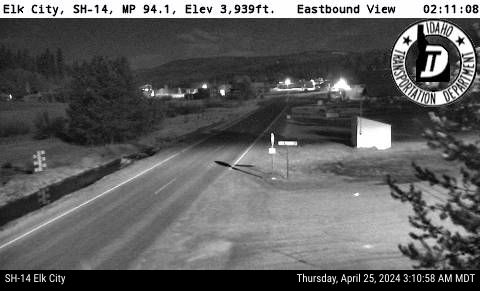 Elk City, SH-14, MP 94.1, Elev 3,939ft. Eastbound View 02:11:08
IDAHO
TRANSPORTATION DEPARTMENT
SH-14 Elk City Thursday, April 25, 2024 3:10:58 AM MDT